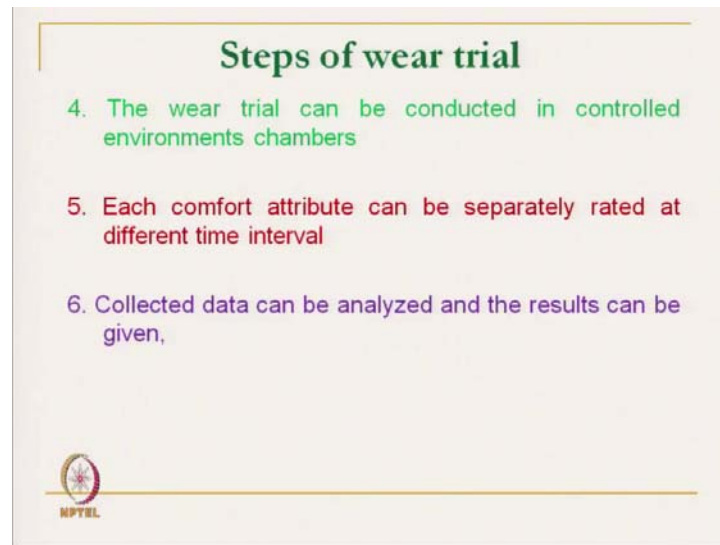 Steps of wear trial
4. The wear trial can be conducted in controlled
environments chambers
5. Each comfort attribute can be separately rated at
different time interval
6. Collected data can be analyzed and the results can be
given,
NPTEL